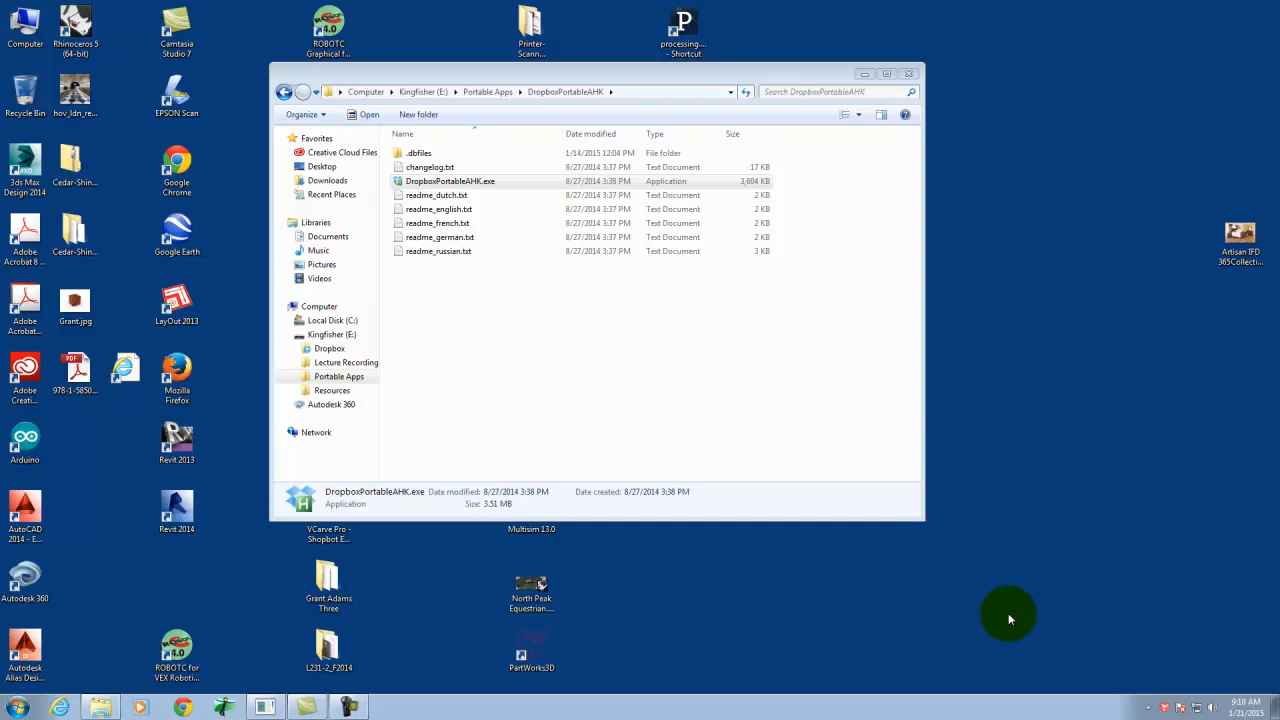 Computer
Rhinoceros 5 (64-bit)
Camtasia Studio 7
ROBOTC Graphical f...
Printer-Scann...
processing.... - Shortcut
Recycle Bin
hov_ldn_re...
EPSON Scan
3ds Max Design 2014
Cedar-Shin...
Google Chrome
Adobe Acrobat 8 ...
Cedar-Shin...
Google Earth
Adobe Acrobat...
Grant.jpg
LayOut 2013
Adobe Creati...
978-1-5850...
Mozilla Firefox
Arduino
Revit 2013
AutoCAD 2014 - E...
Revit 2014
VCarve Pro - Shopbot E...
Multisim 13.0
Autodesk 360
Grant Adams Three
North Peak Equestrian....
Autodesk Alias Desi...
ROBOTC for VEX Roboti...
L231-2_F2014
PartWorks3D
Artisan IFD 365Collecti...
Computer Kingfisher (E:) Portable Apps DropboxPortableAHK
Search DropboxPortableAHK
Organize Open New folder
Name Date modified Type Size
.dbfiles 1/14/2015 12:04 PM File folder
changelog.txt 8/27/2014 3:37 PM Text Document 17 KB
DropboxPortableAHK.exe 8/27/2014 3:38 PM Application 3,604 KB
readme_dutch.txt 8/27/2014 3:37 PM Text Document 2 KB
readme_english.txt 8/27/2014 3:37 PM Text Document 2 KB
readme_french.txt 8/27/2014 3:37 PM Text Document 2 KB
readme_german.txt 8/27/2014 3:37 PM Text Document 2 KB
readme_russian.txt 8/27/2014 3:37 PM Text Document 3 KB
Favorites
Creative Cloud Files
Desktop
Downloads
Recent Places
Libraries
Documents
Music
Pictures
Videos
Computer
Local Disk (C:)
Kingfisher (E:)
Dropbox
Lecture Recording
Portable Apps
Resources
Autodesk 360
Network
DropboxPortableAHK.exe Date modified: 8/27/2014 3:38 PM Date created: 8/27/2014 3:38 PM
Application Size: 3.51 MB
9:10 AM
1/21/2015